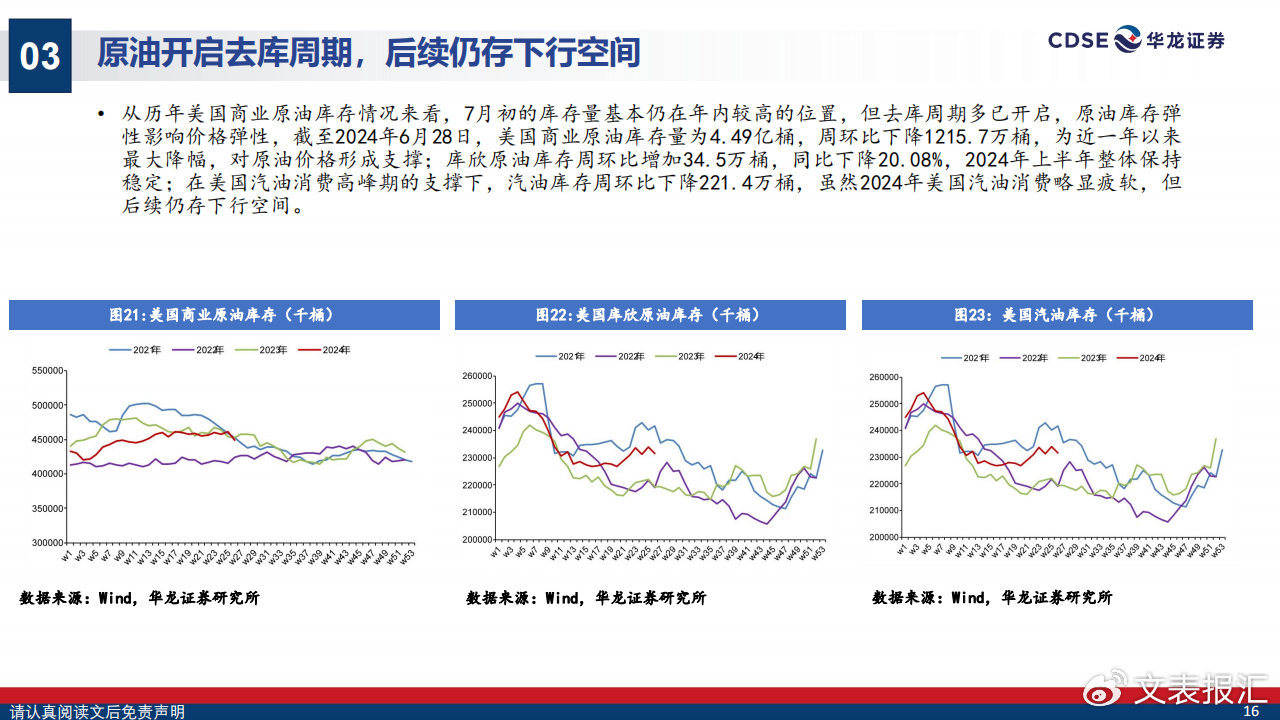 03
原油开启去库周期，后续仍存下行空间
CDSE 华龙证券
• 从历年美国商业原油库存情况来看，7月初的库存量基本仍在年内较高的位置，但去库周期多已开启，原油库存弹
性影响价格弹性，截至2024年6月28日，美国商业原油库存量为4.49亿桶，周环比下降1215.7万桶，为近一年以来
最大降幅，对原油价格形成支撑；库欣原油库存周环比增加34.5万桶，同比下降20.08%，2024年上半年整体保持
稳定；在美国汽油消费高峰期的支撑下，汽油库存周环比下降221.4万桶，虽然2024年美国汽油消费略显疲软，但
后续仍存下行空间。
图21:美国商业原油库存（千桶）
2021年 2022年 2023年 2024年
550000
500000
450000
400000
350000
300000
w1 w3 w5 w7 w9 w11 w13 w15 w17 w19 w21 w23 w25 w27 w29 w31 w33 w35 w37 w39 w41 w43 w45 w47 w49 w51 w53
数据来源：Wind，华龙证券研究所
图22:美国库欣原油库存（千桶）
2021年 2022年 2023年 2024年
260000
250000
240000
230000
220000
210000
200000
w1 w3 w5 w7 w9 w11 w13 w15 w17 w19 w21 w23 w25 w27 w29 w31 w33 w35 w37 w39 w41 w43 w45 w47 w49 w51 w53
数据来源：Wind，华龙证券研究所
图23：美国汽油库存（千桶）
2021年 2022年 2023年 2024年
260000
250000
240000
230000
220000
210000
200000
w1 w3 w5 w7 w9 w11 w13 w15 w17 w19 w21 w23 w25 w27 w29 w31 w33 w35 w37 w39 w41 w43 w45 w47 w49 w51 w53
数据来源：Wind，华龙证券研究所
文表报汇
请认真阅读文后免责声明
16